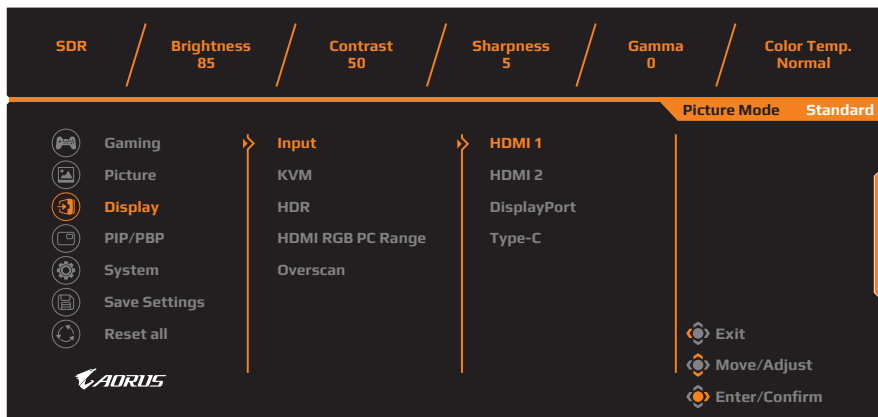 SDR Brightness Contrast Sharpness Gamma Color Temp.
85 50 5 0 Normal
Picture Mode Standard
Gaming Input HDMI 1
Picture KVM HDMI 2
Display HDR DisplayPort
PIP/PBP HDMI RGB PC Range Type-C
System Overscan
Save Settings
Reset all Exit
Move/Adjust
AORUS
Enter/Confirm